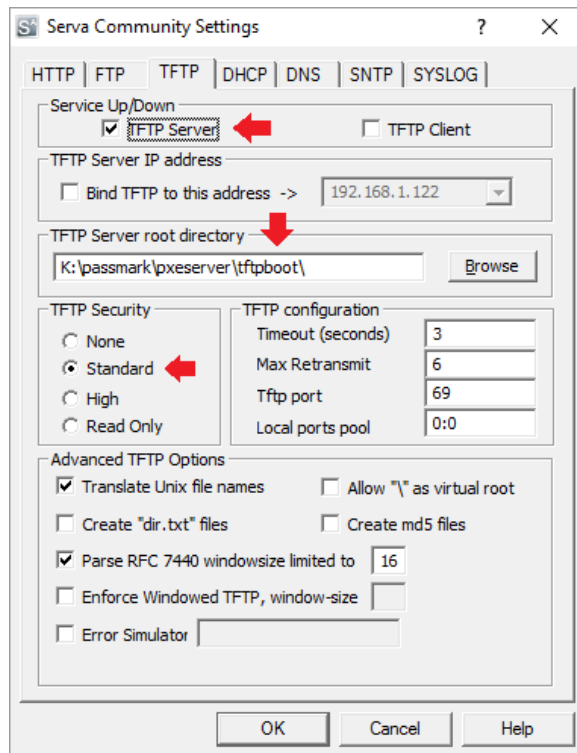 Serva Community Settings ? X
HTTP FTP TFTP DHCP DNS SNTP SYSLOG
Service Up/Down
TFTP Server TFTP Client
TFTP Server IP address
Bind TFTP to this address -> 192.168.1.122
TFTP Server root directory
K:\passmark\pxeserver\tftpboot\ Browse
TFTP Security
None
Standard
High
Read Only
TFTP configuration
Timeout (seconds) 3
Max Retransmit 6
Tftp port 69
Local ports pool 0:0
Advanced TFTP Options
Translate Unix file names Allow "\" as virtual root
Create "dir.txt" files Create md5 files
Parse RFC 7440 windowsize limited to 16
Enforce Windowed TFTP, window-size
Error Simulator
OK Cancel Help